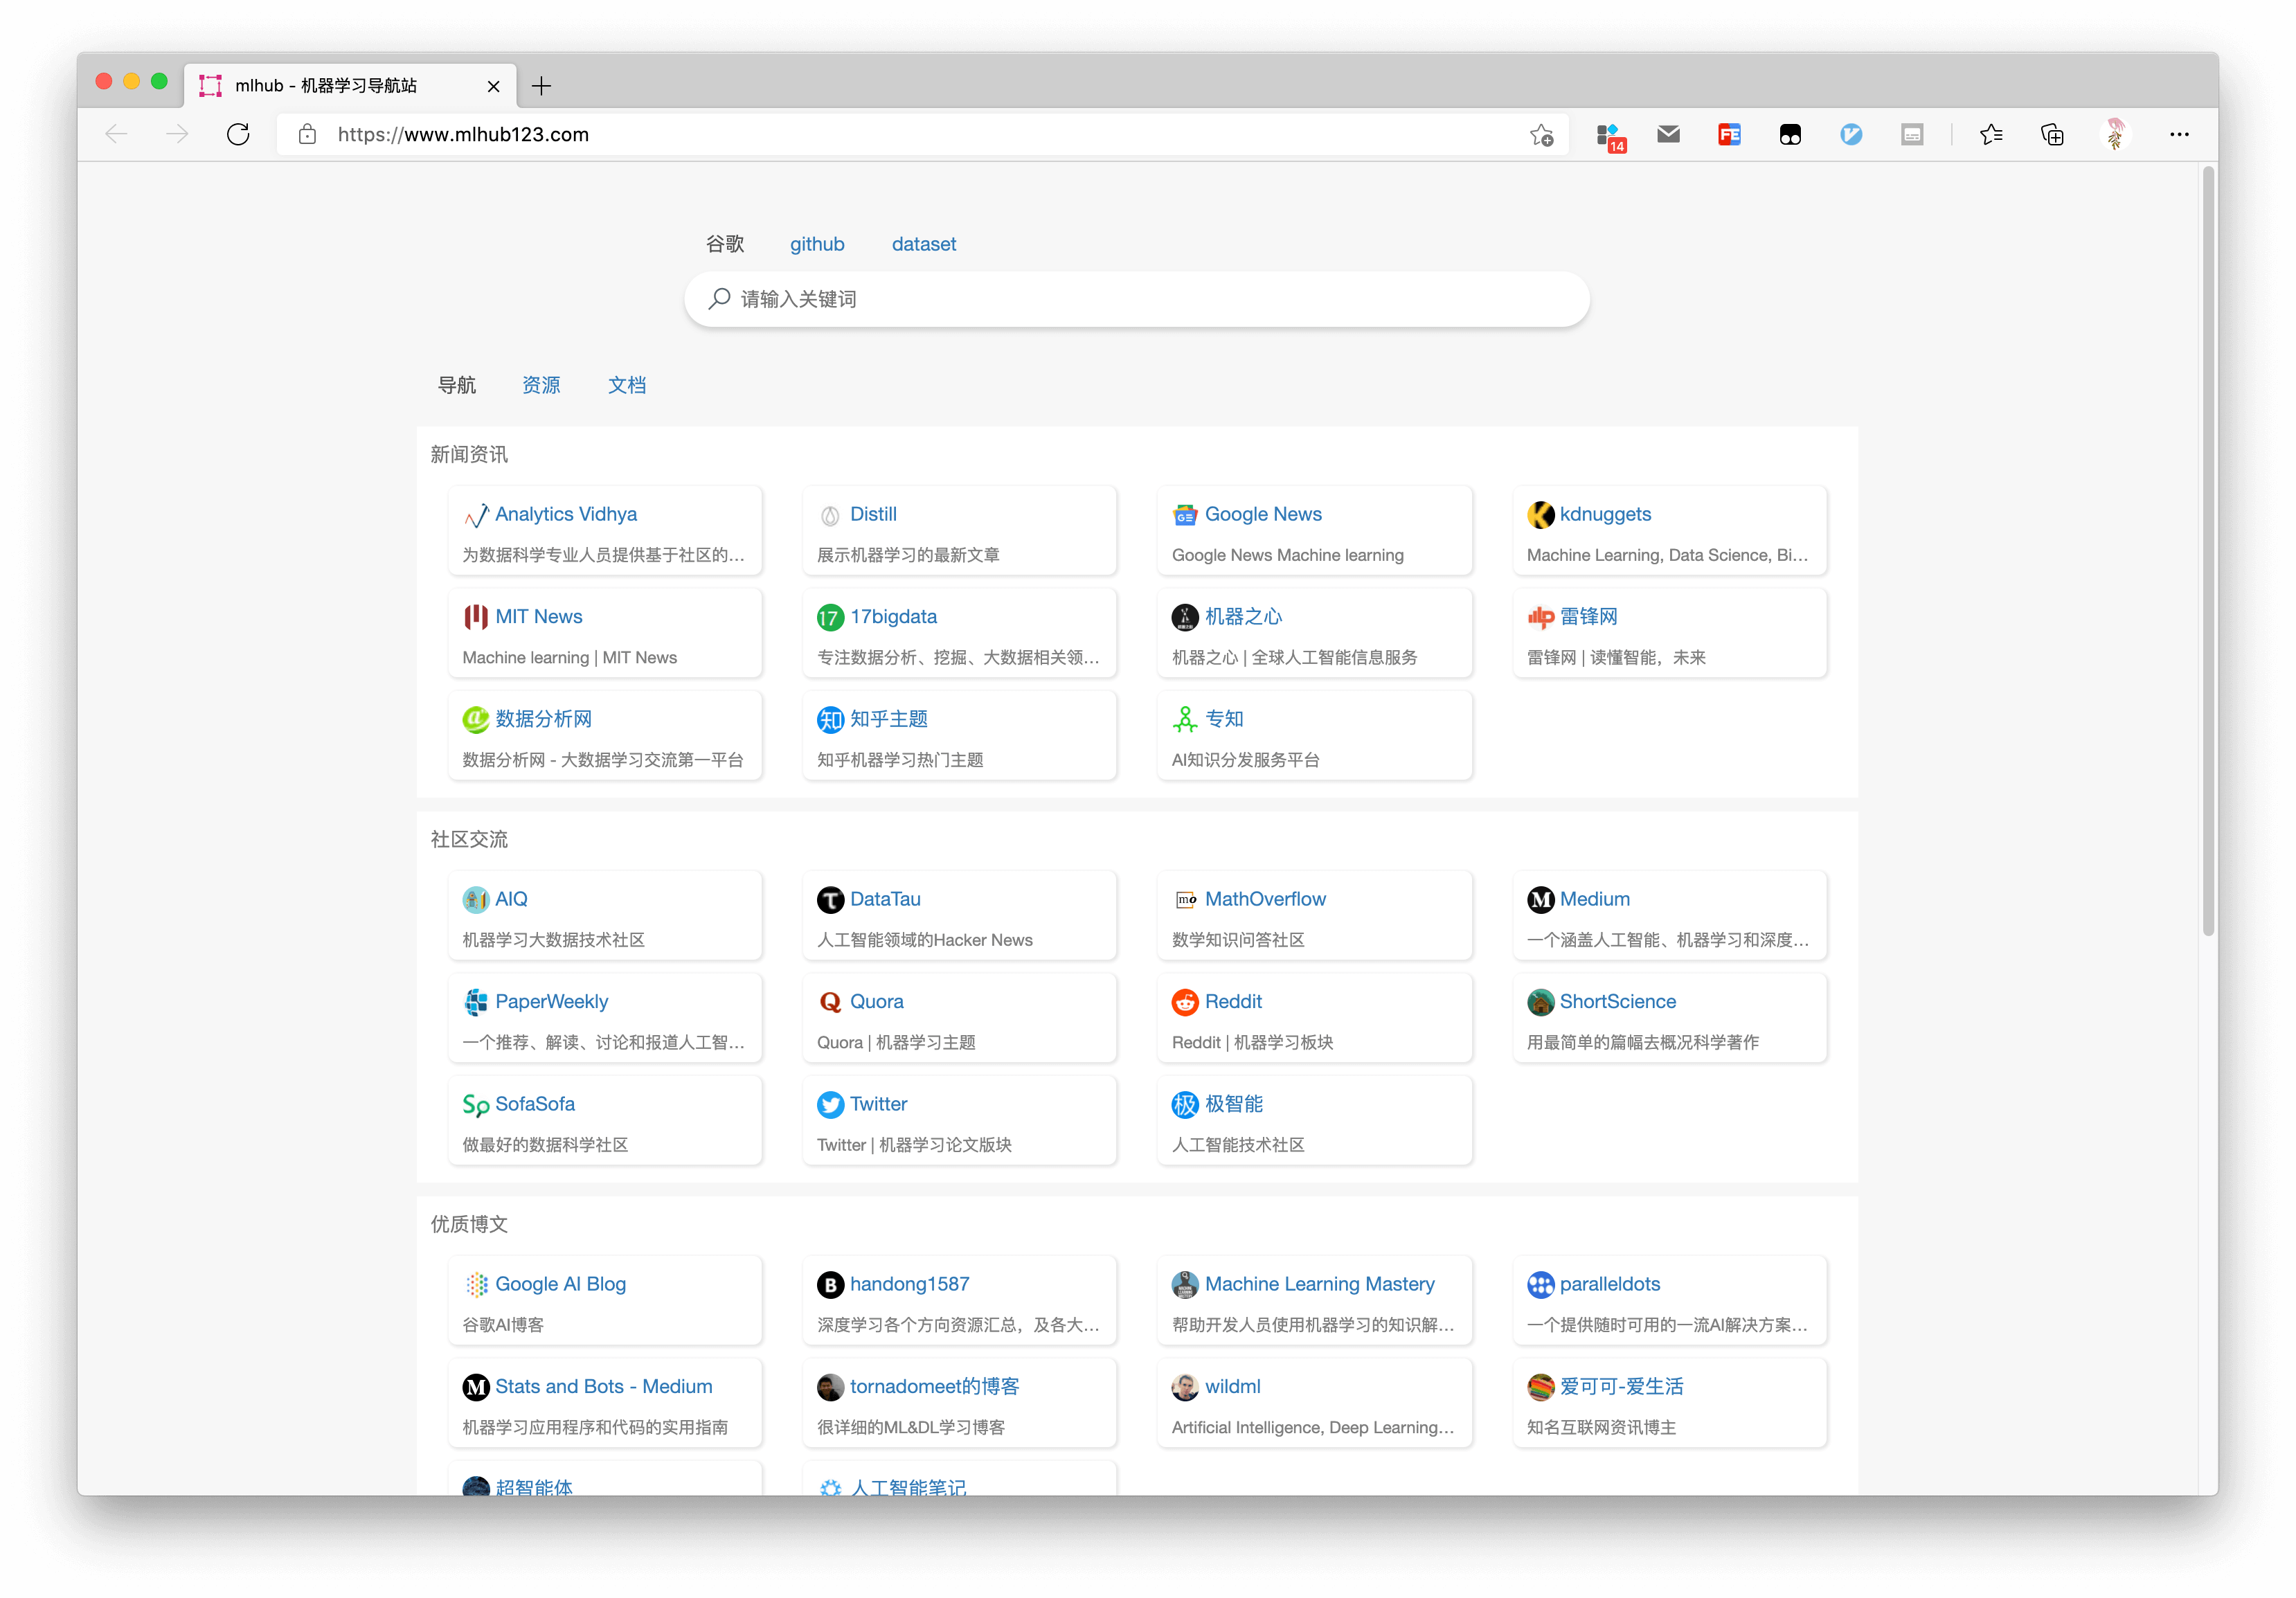 mlhub - 机器学习导航站
https://www.mlhub123.com
14
谷歌 github dataset
请输入关键词
导航 资源 文档
新闻资讯
Analytics Vidhya
为数据科学专业人员提供基于社区的...
Distill
展示机器学习的最新文章
Google News
Google News Machine learning
kdnuggets
Machine Learning, Data Science, Bi...
MIT News
Machine learning | MIT News
17bigdata
专注数据分析、挖掘、大数据相关领...
机器之心
机器之心 | 全球人工智能信息服务
雷锋网
雷锋网 | 读懂智能，未来
数据分析网
数据分析网 - 大数据学习交流第一平台
知乎主题
知乎机器学习热门主题
专知
AI知识分发服务平台
社区交流
AIQ
机器学习大数据技术社区
DataTau
人工智能领域的Hacker News
MathOverflow
数学知识问答社区
Medium
一个涵盖人工智能、机器学习和深度...
PaperWeekly
一个推荐、解读、讨论和报道人工智...
Quora
Quora | 机器学习主题
Reddit
Reddit | 机器学习板块
ShortScience
用最简单的篇幅去概况科学著作
SofaSofa
做最好的数据科学社区
Twitter
Twitter | 机器学习论文版块
极智能
人工智能技术社区
优质博文
Google AI Blog
谷歌AI博客
handong1587
深度学习各个方向资源汇总，及各大...
Machine Learning Mastery
帮助开发人员使用机器学习的知识解...
paralleldots
一个提供随时可用的一流AI解决方案...
Stats and Bots - Medium
机器学习应用程序和代码的实用指南
tornadomeet的博客
很详细的ML&DL学习博客
wildml
Artificial Intelligence, Deep Learning...
爱可可-爱生活
知名互联网资讯博主
超智能体
人工智能笔记